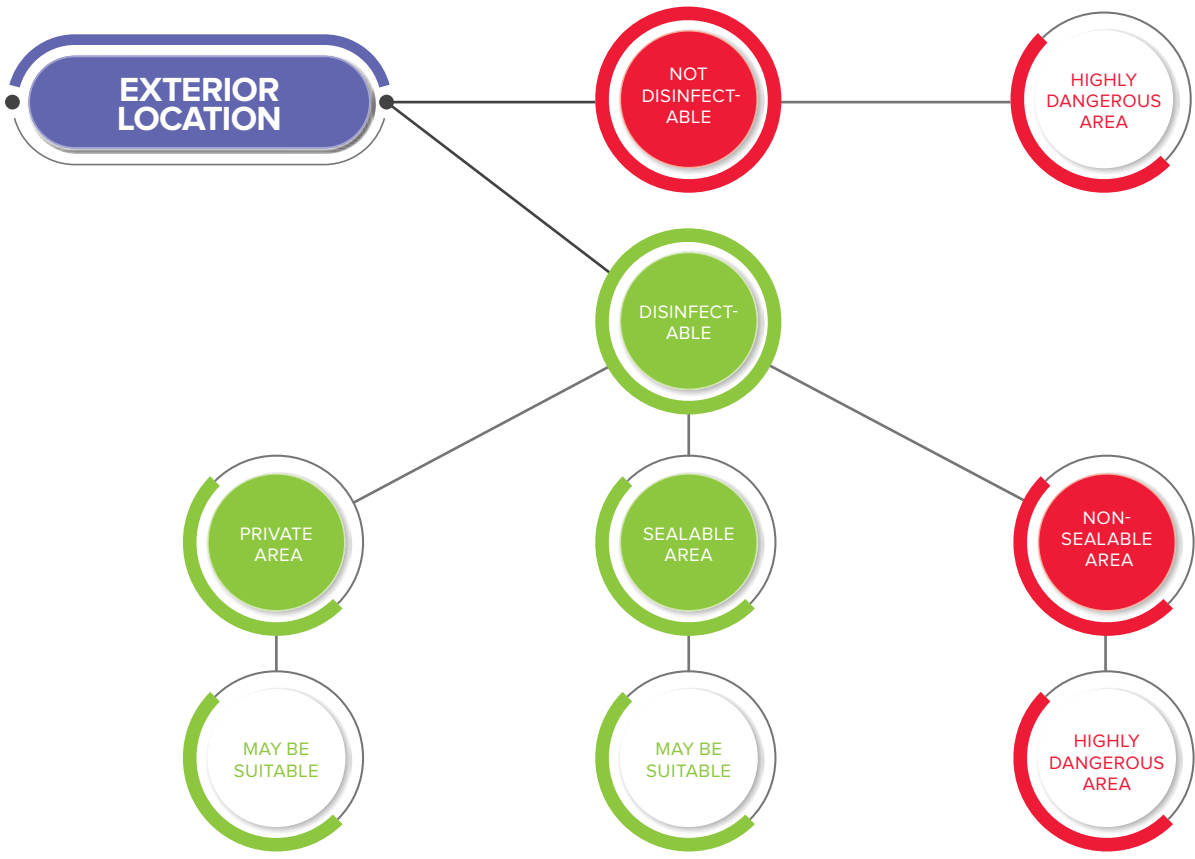 EXTERIOR
LOCATION
NOT
DISINFECT-
ABLE
HIGHLY
DANGEROUS
AREA
DISINFECT-
ABLE
PRIVATE
AREA
SEALABLE
AREA
NON-
SEALABLE
AREA
MAY BE
SUITABLE
MAY BE
SUITABLE
HIGHLY
DANGEROUS
AREA